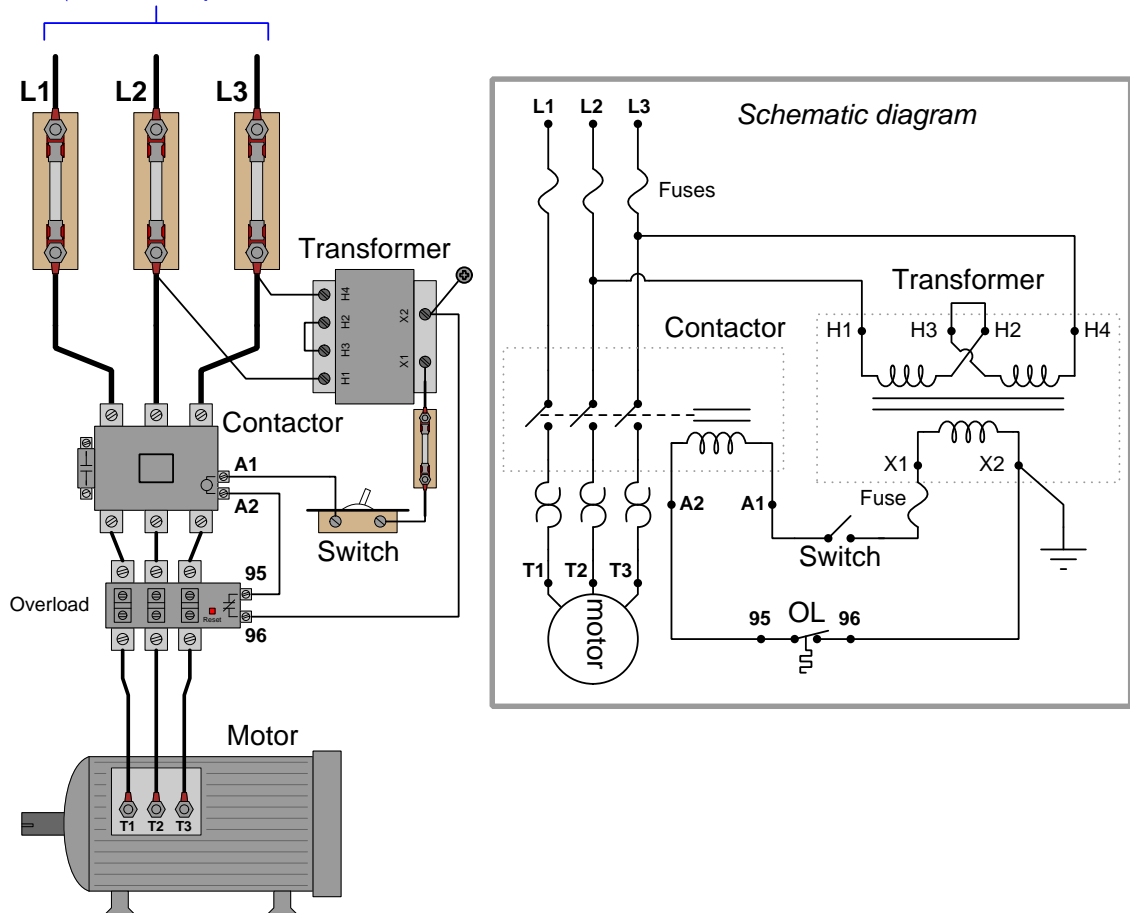 L1 L2 L3
Transformer
H4
H2
H3
H1
X2
X1
Contactor
A1
A2
Switch
Overload
95
Reset
96
Motor
T1 T2 T3
Schematic diagram
L1 L2 L3
Fuses
Transformer
Contactor
H1 H3 H2 H4
X1 X2
A2 A1
Fuse
Switch
T1 T2 T3
motor
95 OL 96